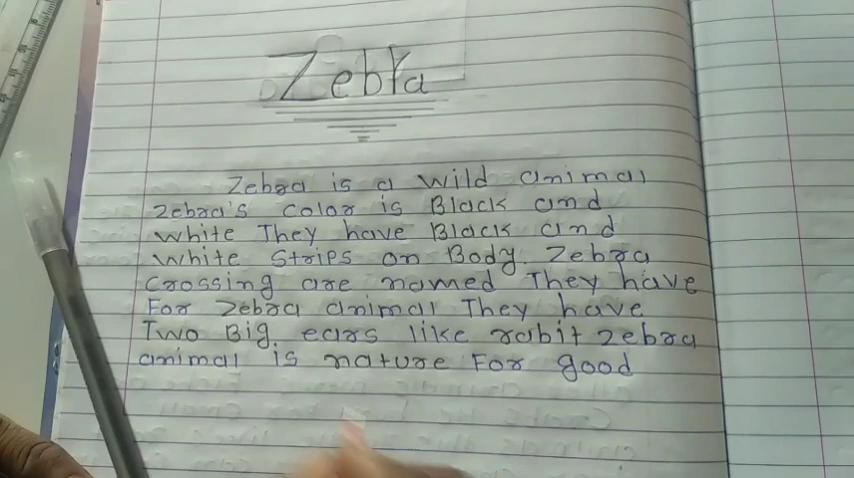 Zebra
Zebra is a wild animal
Zebra's color is Black and
white They have Black and
white Strips on Body. Zebra
Crossing are named They have
For Zebra animal They have
Two Big. ears like rabit zebra
animal is nature For good